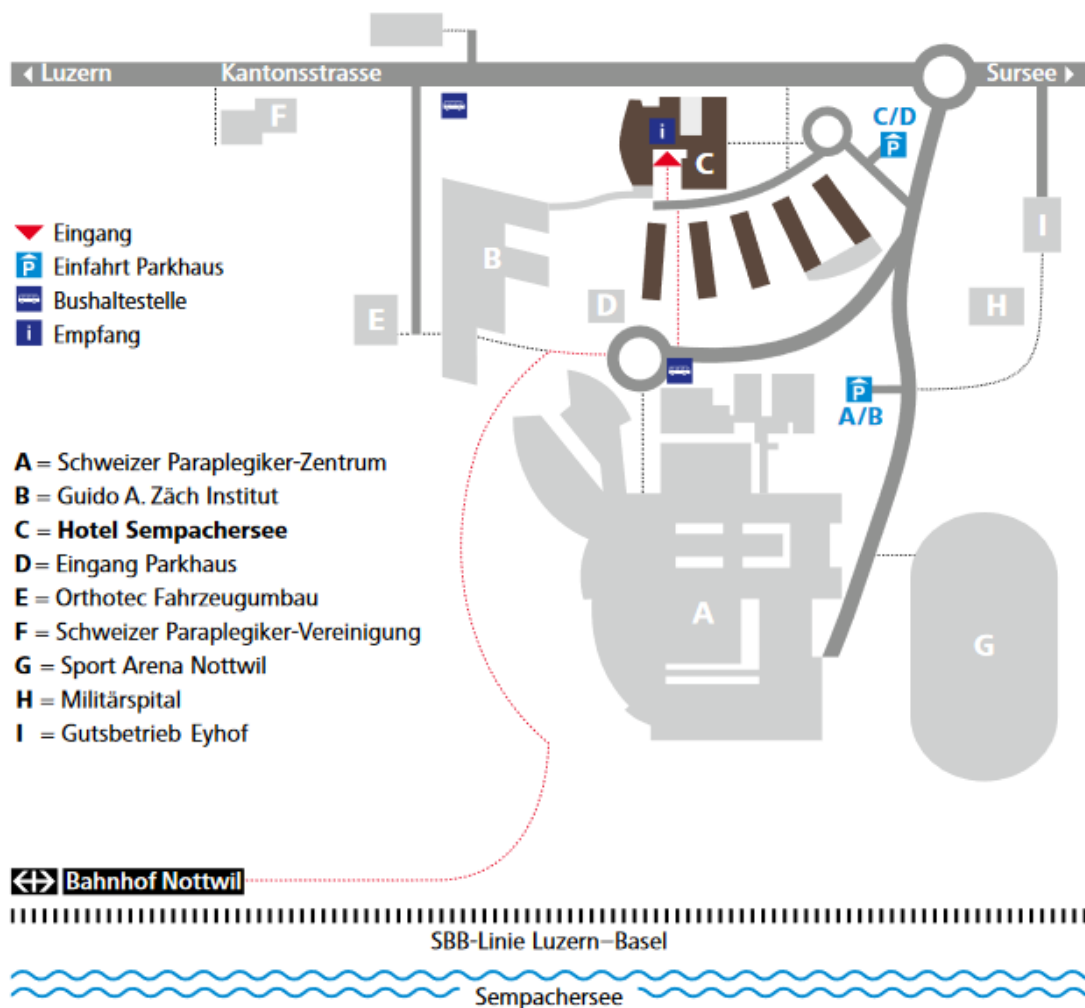 Luzern Kantonsstrasse Sursee
F
i
C
C/D
P
I
Eingang
P Einfahrt Parkhaus
Bushaltestelle
i Empfang
B
E
D
H
P
A/B
A = Schweizer Paraplegiker-Zentrum
B = Guido A. Zäch Institut
C = Hotel Sempachersee
D = Eingang Parkhaus
E = Orthotec Fahrzeugumbau
F = Schweizer Paraplegiker-Vereinigung
G = Sport Arena Nottwil
H = Militärspital
I = Gutsbetrieb Eyhof
A
G
Bahnhof Nottwil
SBB-Linie Luzern–Basel
Sempachersee